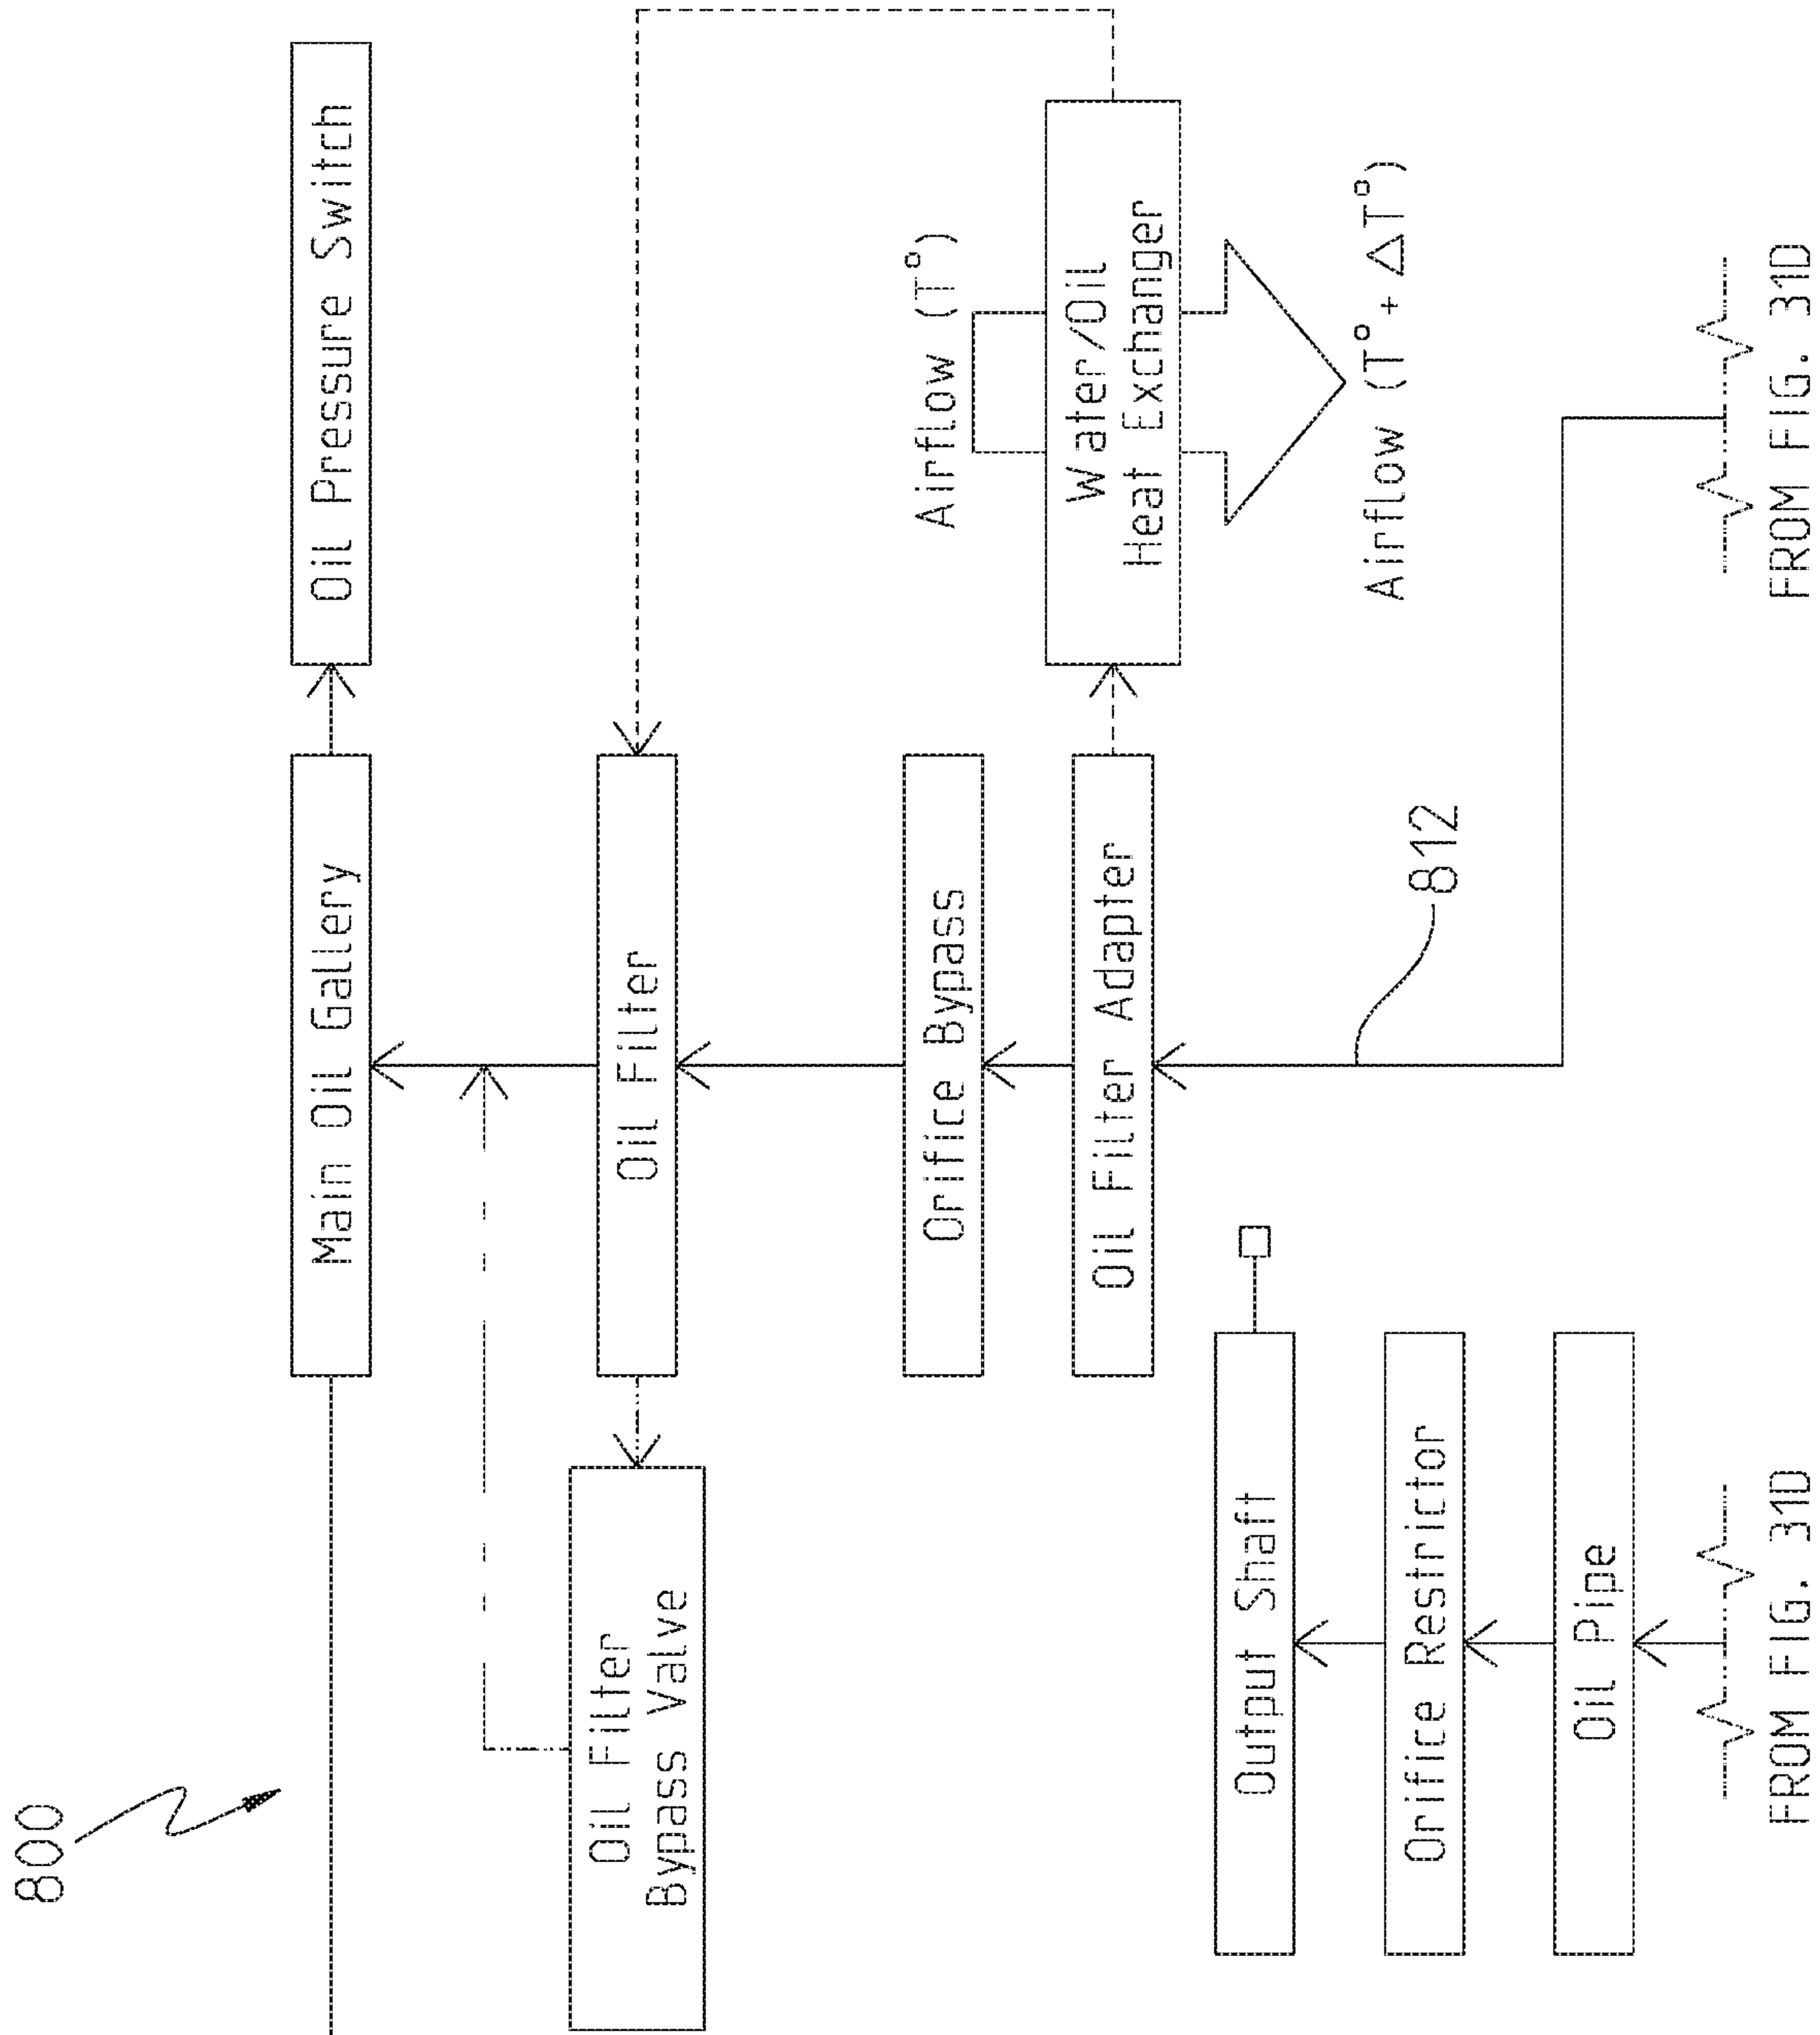 800
Main Oil Gallery
Oil Pressure Switch
Oil Filter
Bypass Valve
Oil Filter
Orifice Bypass
Airflow (T°)
Oil Filter Adapter
Water/Oil
Heat Exchanger
Output Shaft
Airflow (T° + △T°)
Orifice Restrictor
812
Oil Pipe
FROM FIG. 31D
FROM FIG. 31D